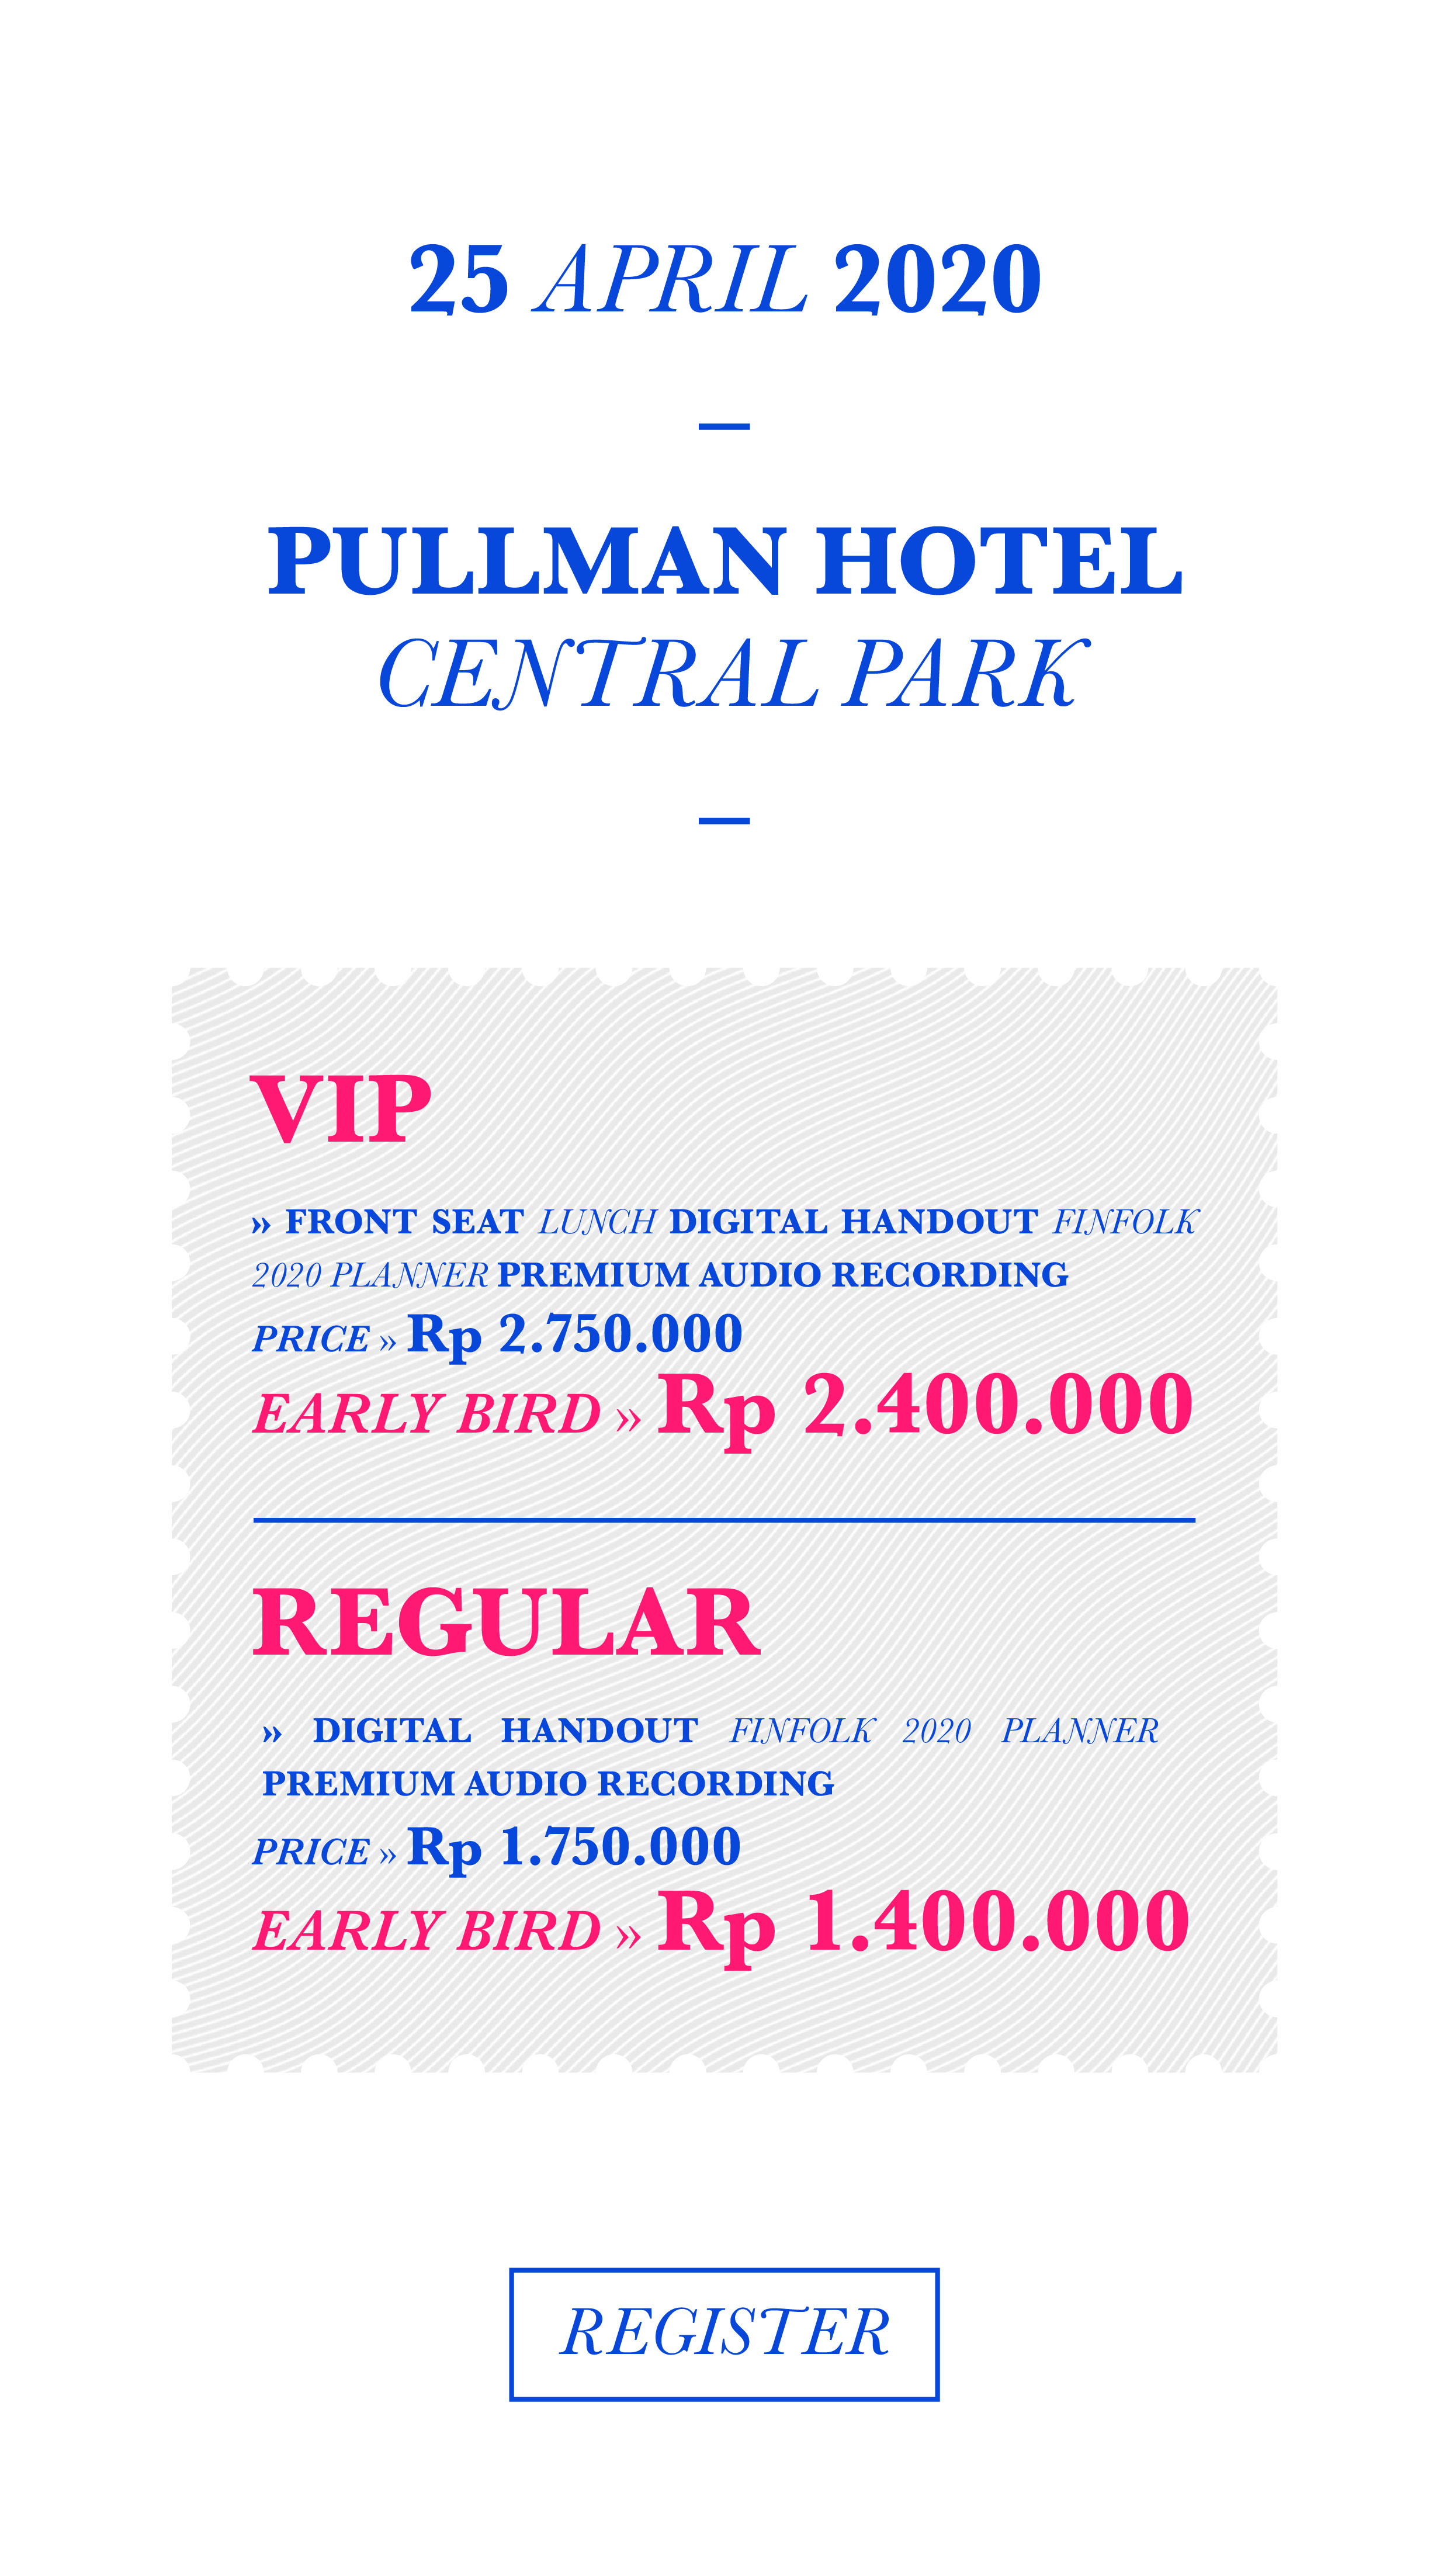 25 APRIL 2020
—
PULLMAN HOTEL
CENTRAL PARK
—
VIP
» FRONT SEAT LUNCH DIGITAL HANDOUT FINFOLK
2020 PLANNER PREMIUM AUDIO RECORDING
PRICE » Rp 2.750.000
EARLY BIRD » Rp 2.400.000
REGULAR
» DIGITAL HANDOUT FINFOLK 2020 PLANNER
PREMIUM AUDIO RECORDING
PRICE » Rp 1.750.000
EARLY BIRD » Rp 1.400.000
REGISTER